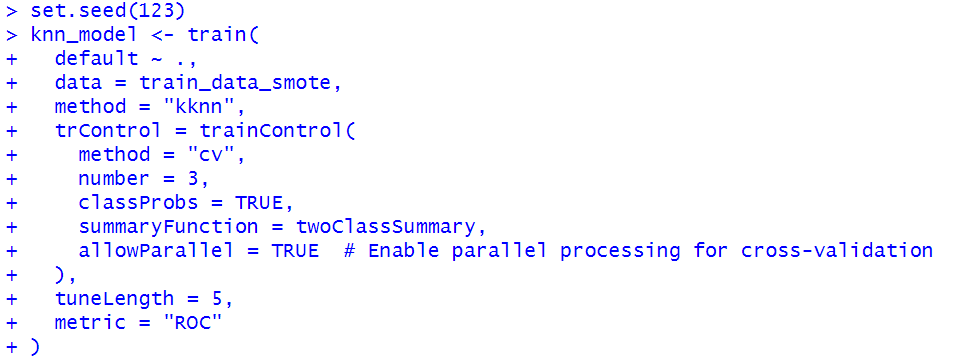 > set.seed(123)
> knn_model <- train(
+   default ~ .,
+   data = train_data_smote,
+   method = "kknn",
+   trControl = trainControl(
+     method = "cv",
+     number = 3,
+     classProbs = TRUE,
+     summaryFunction = twoClassSummary,
+     allowParallel = TRUE  # Enable parallel processing for cross-validation
+   ),
+   tuneLength = 5,
+   metric = "ROC"
+ )